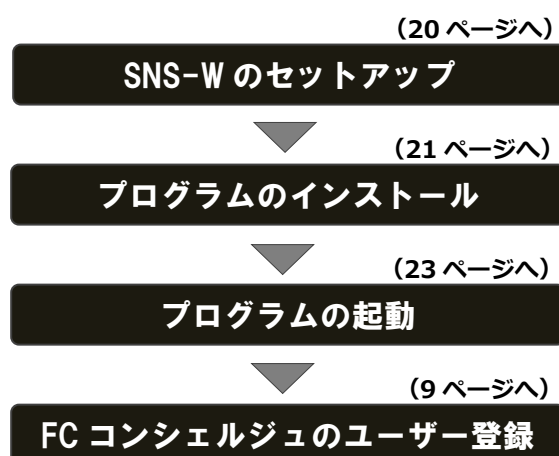 （20 ページへ）
SNS-W のセットアップ
（21 ページへ）
プログラムのインストール
（23 ページへ）
プログラムの起動
（9 ページへ）
FC コンシェルジュのユーザー登録